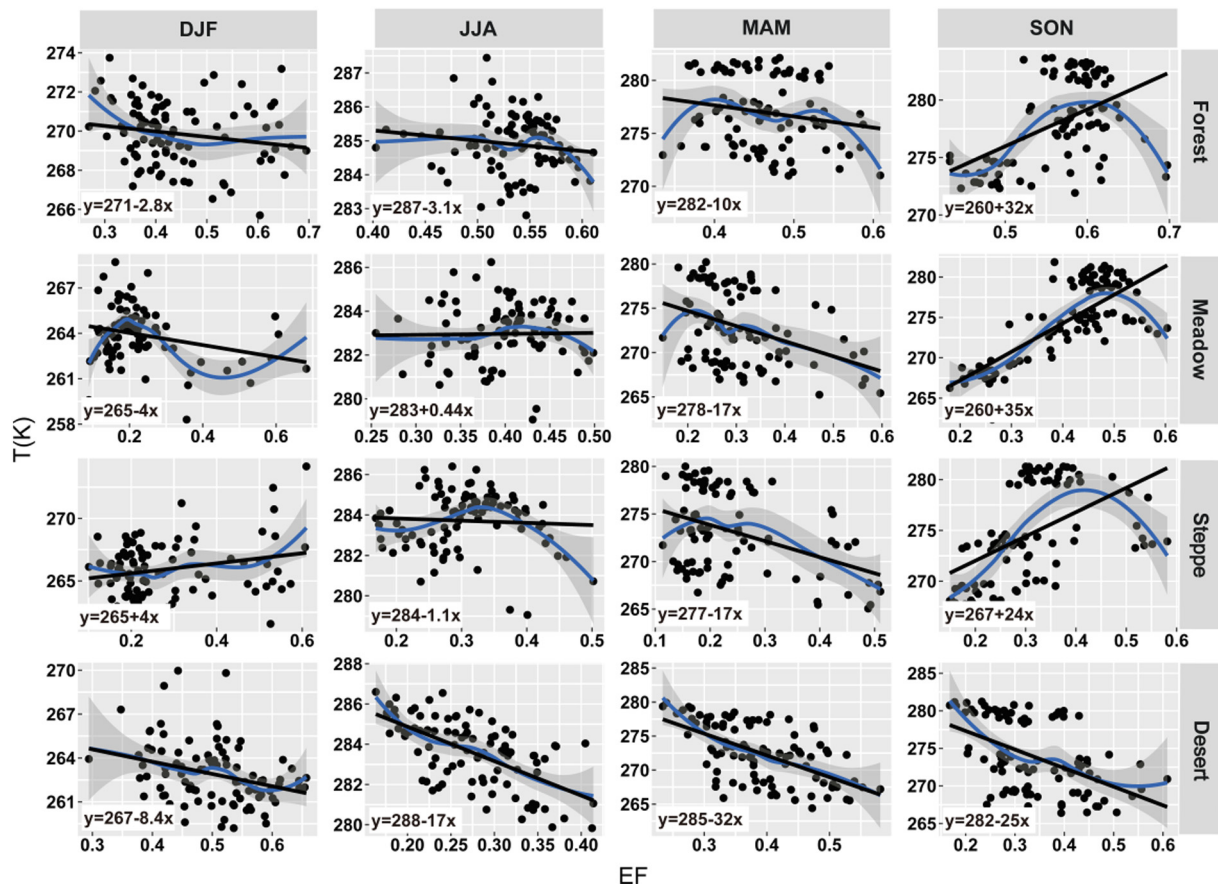 DJF JJA MAM SON
274 272 270 268 266
y=271-2.8x
0.3 0.4 0.5 0.6 0.7
287 286 285 284 283
y=287-3.1x
0.40 0.45 0.50 0.55 0.60
280 275 270
y=282-10x
0.4 0.5 0.6
280 275 270
y=260+32x
0.5 0.6 0.7
Forest
267 264 261 258
y=265-4x
0.2 0.4 0.6
286 284 282 280
y=283+0.44x
0.25 0.30 0.35 0.40 0.45 0.50
280 275 270 265
y=278-17x
0.2 0.3 0.4 0.5 0.6
280 275 270 265
y=260+35x
0.2 0.3 0.4 0.5 0.6
Meadow
T(K)
270 265
y=265+4x
0.1 0.2 0.3 0.4 0.5 0.6
286 284 282 280
y=284-1.1x
0.2 0.3 0.4 0.5
280 275 270 265
y=277-17x
0.1 0.2 0.3 0.4 0.5
280 275 270
y=267+24x
0.2 0.3 0.4 0.5 0.6
Steppe
270 267 264 261
y=267-8.4x
0.3 0.4 0.5 0.6
288 286 284 282 280
y=288-17x
0.20 0.25 0.30 0.35 0.40
285 280 275 270 265
y=285-32x
0.3 0.4 0.5 0.6
285 280 275 270 265
y=282-25x
0.2 0.3 0.4 0.5 0.6
Desert
EF